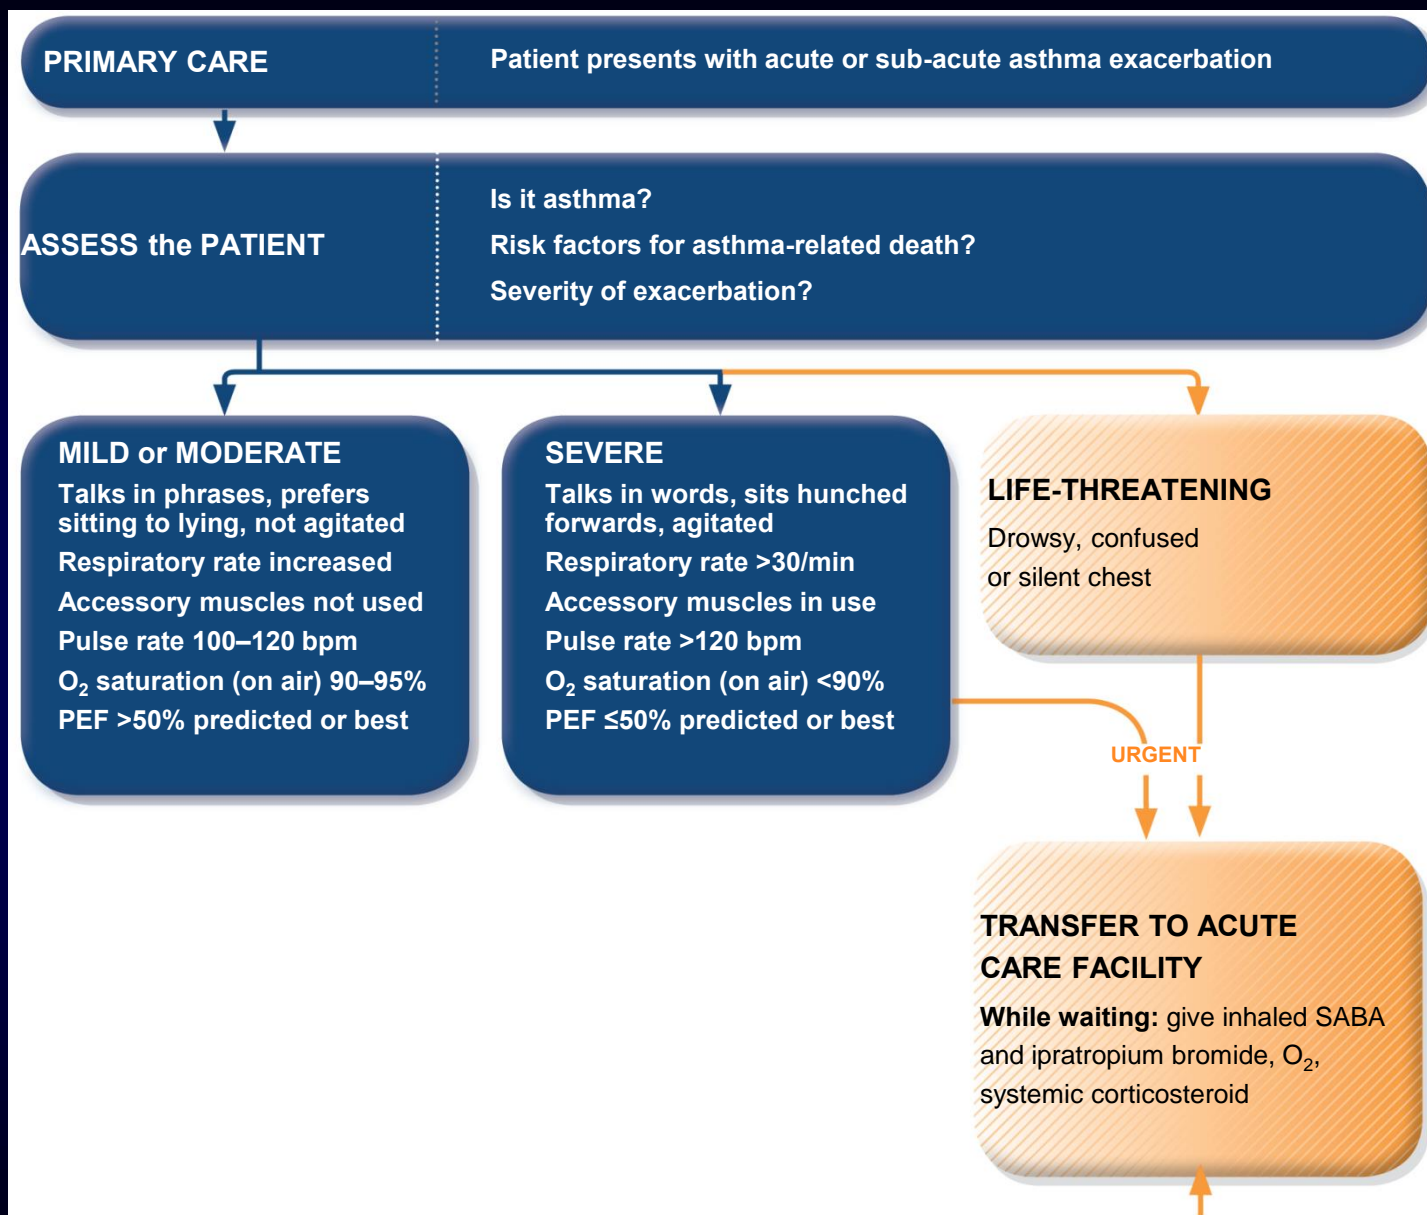 PRIMARY CARE
Patient presents with acute or sub-acute asthma exacerbation
ASSESS the PATIENT
Is it asthma?
Risk factors for asthma-related death?
Severity of exacerbation?
MILD or MODERATE
Talks in phrases, prefers
sitting to lying, not agitated
Respiratory rate increased
Accessory muscles not used
Pulse rate 100–120 bpm
O₂ saturation (on air) 90–95%
PEF >50% predicted or best
SEVERE
Talks in words, sits hunched
forwards, agitated
Respiratory rate >30/min
Accessory muscles in use
Pulse rate >120 bpm
O₂ saturation (on air) <90%
PEF ≤50% predicted or best
LIFE-THREATENING
Drowsy, confused
or silent chest
URGENT
TRANSFER TO ACUTE
CARE FACILITY
While waiting: give inhaled SABA
and ipratropium bromide, O₂,
systemic corticosteroid